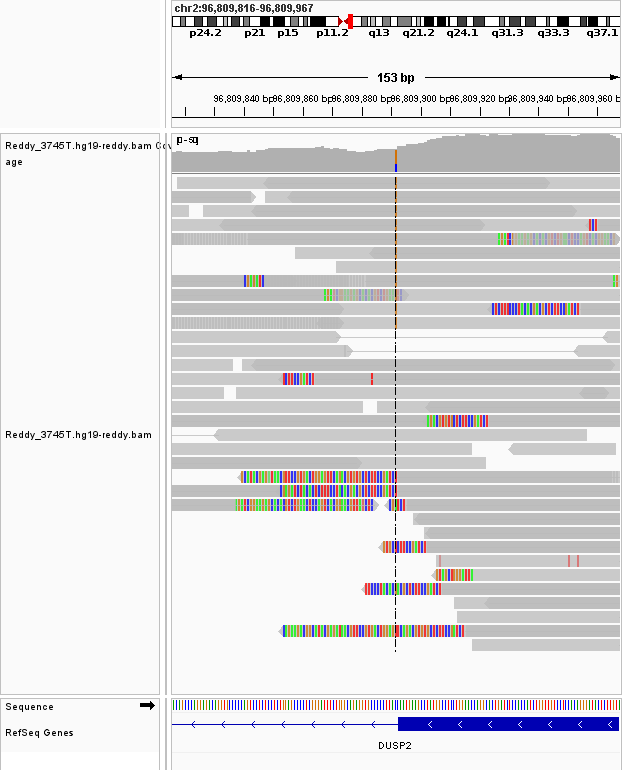 chr2:96,809,816-96,809,967
p24.2 p21 p15 p11.2 q13 q21.2 q24.1 q31.3 q33.3 q37.1
153 bp
96,809,840 bp 96,809,860 bp 96,809,880 bp 96,809,900 bp 96,809,920 bp 96,809,940 bp 96,809,960 b
Reddy_3745T.hg19-reddy.bam Cov
age
Reddy_3745T.hg19-reddy.bam
Sequence
RefSeq Genes
DUSP2